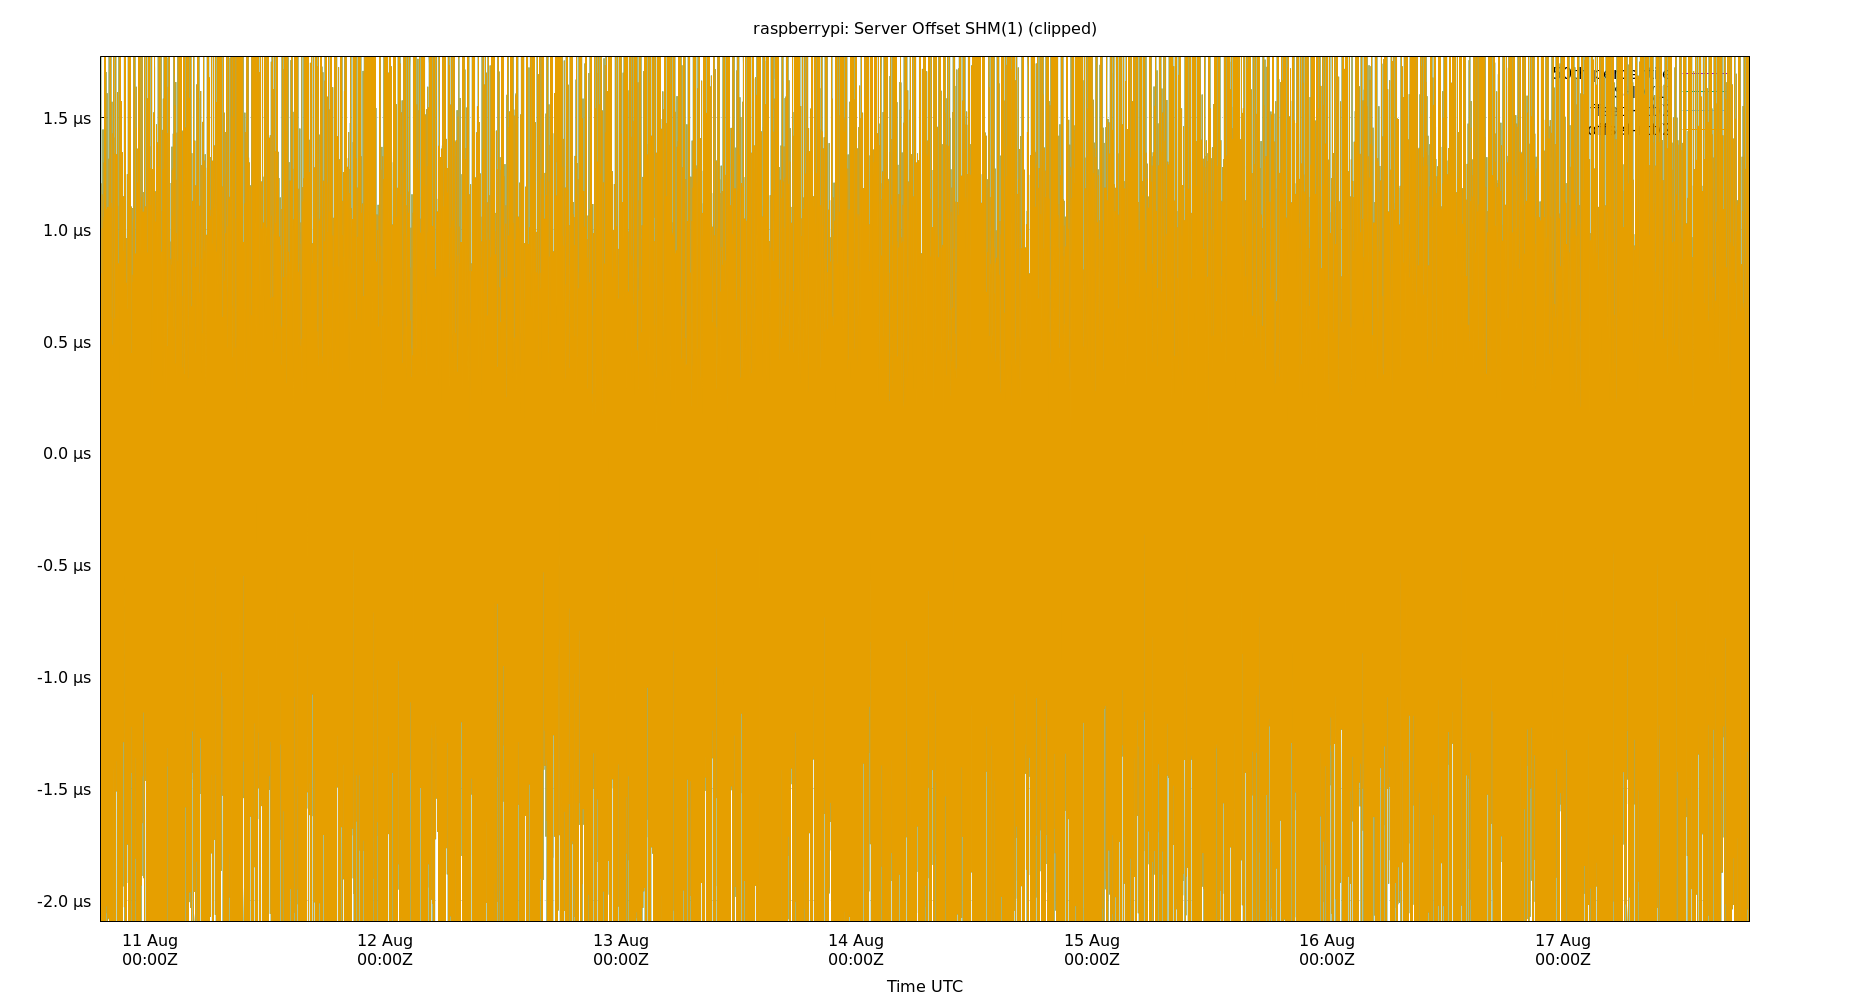 raspberrypi: Server Offset SHM(1) (clipped)
1.5 µs
1.0 µs
0.5 µs
0.0 µs
-0.5 µs
-1.0 µs
-1.5 µs
-2.0 µs
11 Aug 12 Aug 13 Aug 14 Aug 15 Aug 16 Aug 17 Aug
00:00Z 00:00Z 00:00Z 00:00Z 00:00Z 00:00Z 00:00Z
Time UTC